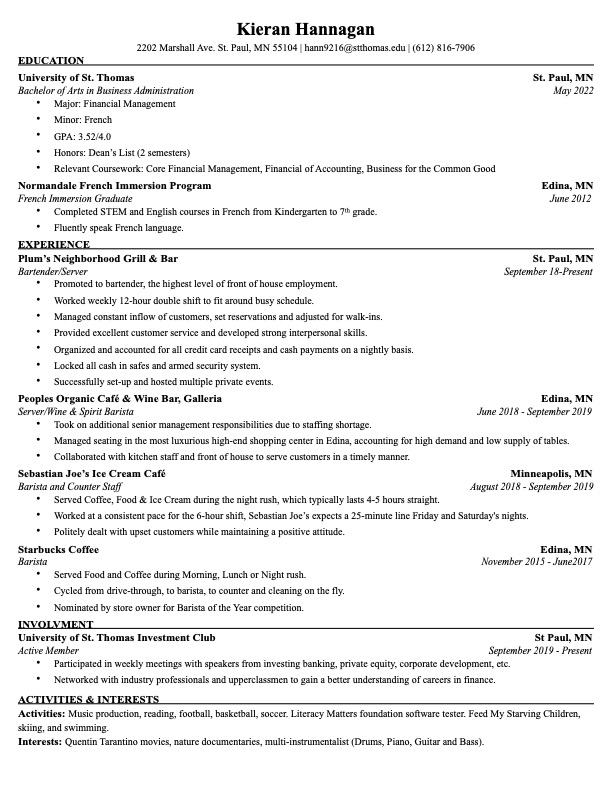 Kieran Hannagan
2202 Marshall Ave. St. Paul, MN 55104 | hann9216@stthomas.edu | (612) 816-7906
EDUCATION
University of St. Thomas St. Paul, MN
Bachelor of Arts in Business Administration May 2022
• Major: Financial Management
• Minor: French
• GPA: 3.52/4.0
• Honors: Dean's List (2 semesters)
• Relevant Coursework: Core Financial Management, Financial of Accounting, Business for the Common Good
Normandale French Immersion Program Edina, MN
French Immersion Graduate June 2012
• Completed STEM and English courses in French from Kindergarten to 7th grade.
• Fluently speak French language.
EXPERIENCE
Plum's Neighborhood Grill & Bar St. Paul, MN
Bartender/Server September 18-Present
• Promoted to bartender, the highest level of front of house employment.
• Worked weekly 12-hour double shift to fit around busy schedule.
• Managed constant inflow of customers, set reservations and adjusted for walk-ins.
• Provided excellent customer service and developed strong interpersonal skills.
• Organized and accounted for all credit card receipts and cash payments on a nightly basis.
• Locked all cash in safes and armed security system.
• Successfully set-up and hosted multiple private events.
Peoples Organic Café & Wine Bar, Galleria Edina, MN
Server/Wine & Spirit Barista June 2018 - September 2019
• Took on additional senior management responsibilities due to staffing shortage.
• Managed seating in the most luxurious high-end shopping center in Edina, accounting for high demand and low supply of tables.
• Collaborated with kitchen staff and front of house to serve customers in a timely manner.
Sebastian Joe's Ice Cream Café Minneapolis, MN
Barista and Counter Staff August 2018 - September 2019
• Served Coffee, Food & Ice Cream during the night rush, which typically lasts 4-5 hours straight.
• Worked at a consistent pace for the 6-hour shift, Sebastian Joe's expects a 25-minute line Friday and Saturday's nights.
• Politely dealt with upset customers while maintaining a positive attitude.
Starbucks Coffee Edina, MN
Barista November 2015 - June2017
• Served Food and Coffee during Morning, Lunch or Night rush.
• Cycled from drive-through, to barista, to counter and cleaning on the fly.
• Nominated by store owner for Barista of the Year competition.
INVOLVMENT
University of St. Thomas Investment Club St Paul, MN
Active Member September 2019 - Present
• Participated in weekly meetings with speakers from investing banking, private equity, corporate development, etc.
• Networked with industry professionals and upperclassmen to gain a better understanding of careers in finance.
ACTIVITIES & INTERESTS
Activities: Music production, reading, football, basketball, soccer. Literacy Matters foundation software tester. Feed My Starving Children,
skiing, and swimming.
Interests: Quentin Tarantino movies, nature documentaries, multi-instrumentalist (Drums, Piano, Guitar and Bass).